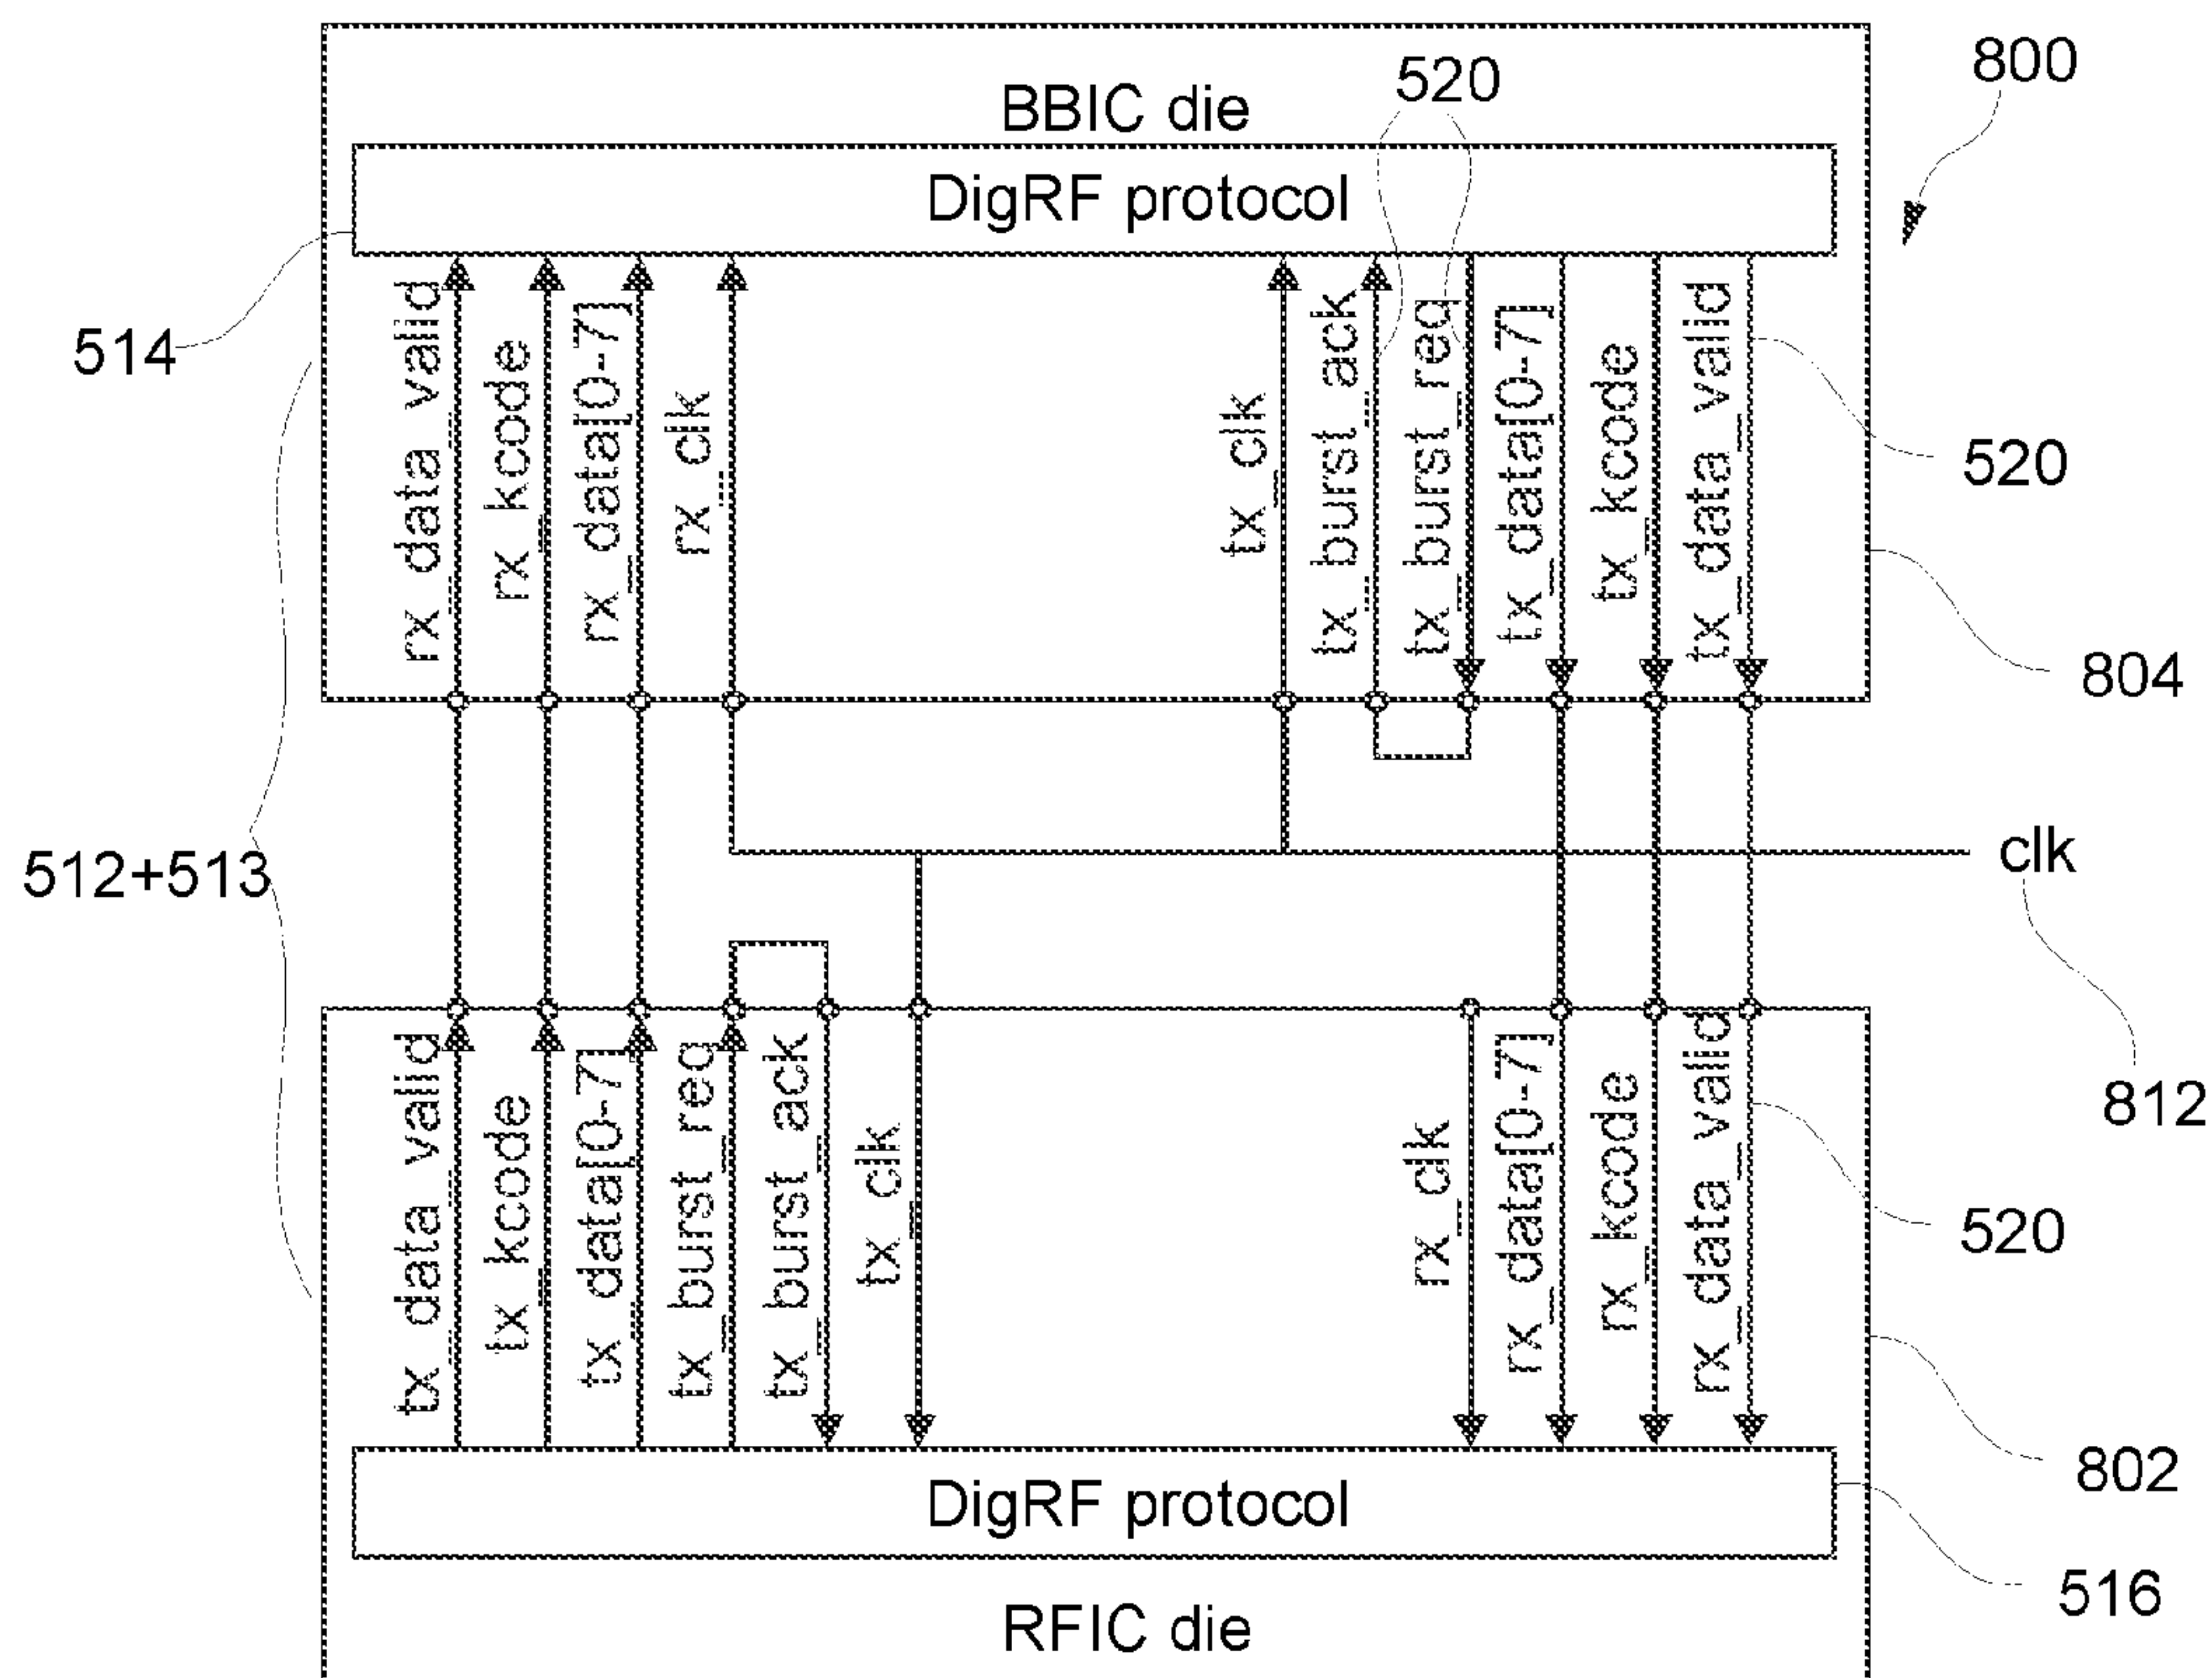 800
520
BBIC die
DigRF protocol
514
rx_data_valid
rx_kcode
rx_data[0-7]
rx_clk
tx_clk
tx_burst_ack
tx_burst_req
tx_data[0-7]
tx_kcode
tx_data_valid
520
804
512+513
clk
812
tx_data_valid
tx_kcode
tx_data[0-7]
tx_burst_req
tx_burst_ack
tx_clk
rx_clk
rx_data[0-7]
rx_kcode
rx_data_valid
520
802
DigRF protocol
516
RFIC die